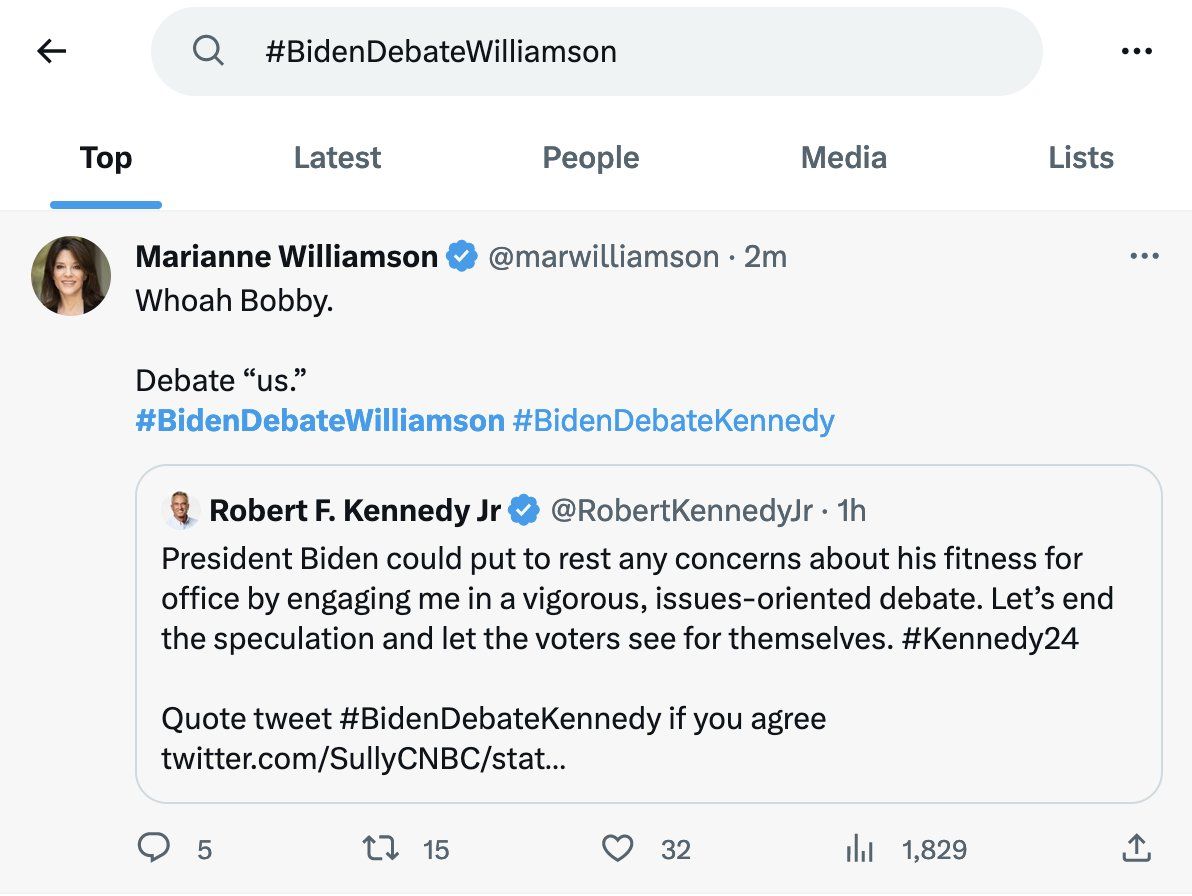 #BidenDebateWilliamson
Top
Latest
People
Media
Lists
Marianne Williamson @marwilliamson · 2m
Whoah Bobby.
Debate “us.”
#BidenDebateWilliamson #BidenDebateKennedy
Robert F. Kennedy Jr @RobertKennedyJr · 1h
President Biden could put to rest any concerns about his fitness for
office by engaging me in a vigorous, issues-oriented debate. Let’s end
the speculation and let the voters see for themselves. #Kennedy24
Quote tweet #BidenDebateKennedy if you agree
twitter.com/SullyCNBC/stat...
5
15
32
1,829